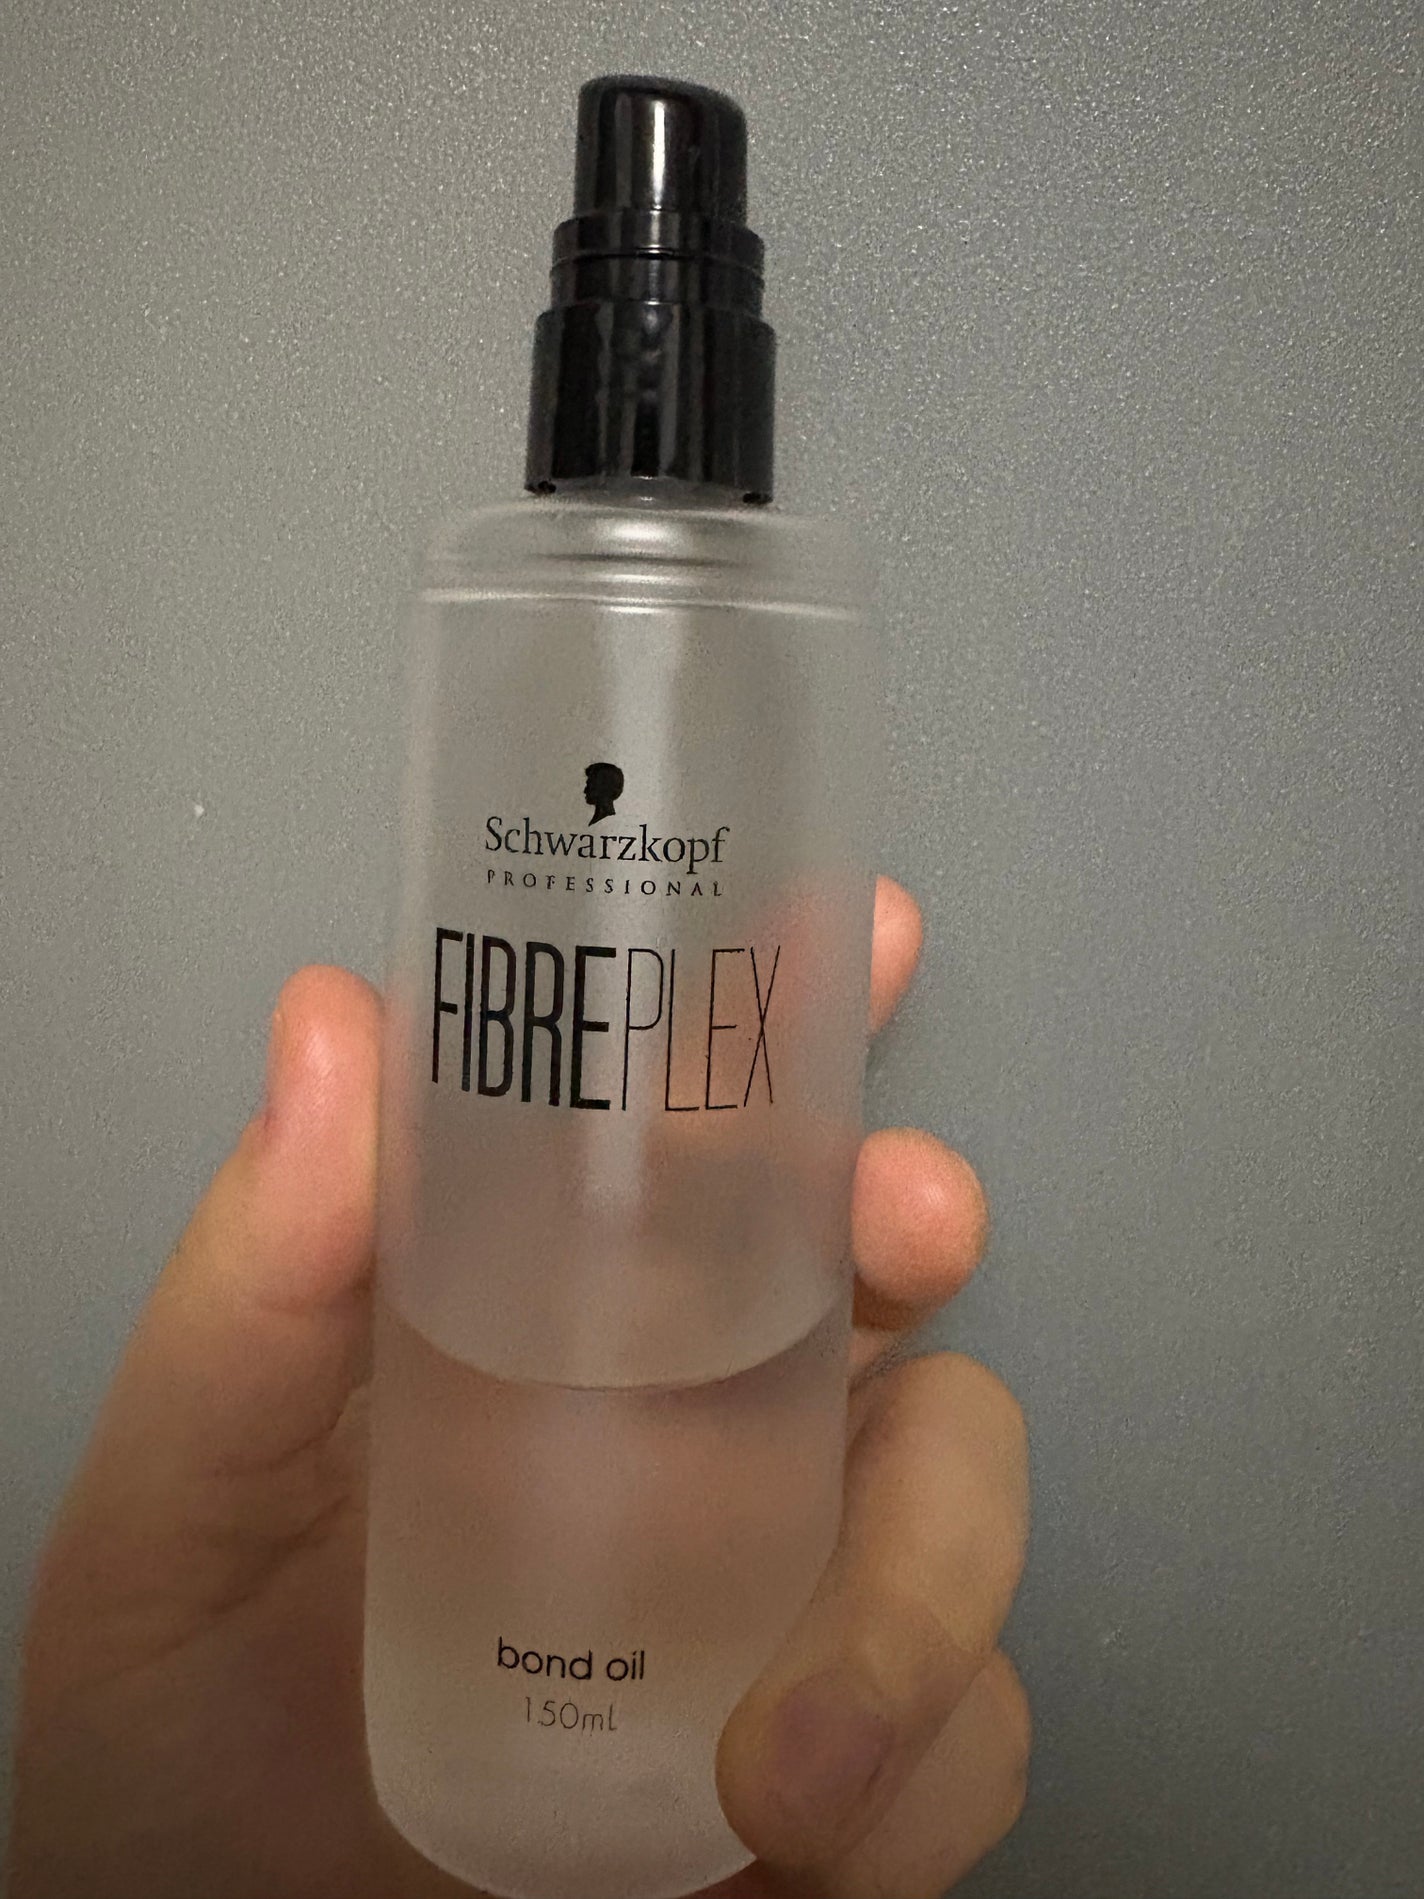 Schwarzkopf
PROFESSIONAL
FIBREPLEX
bond oil
150ml